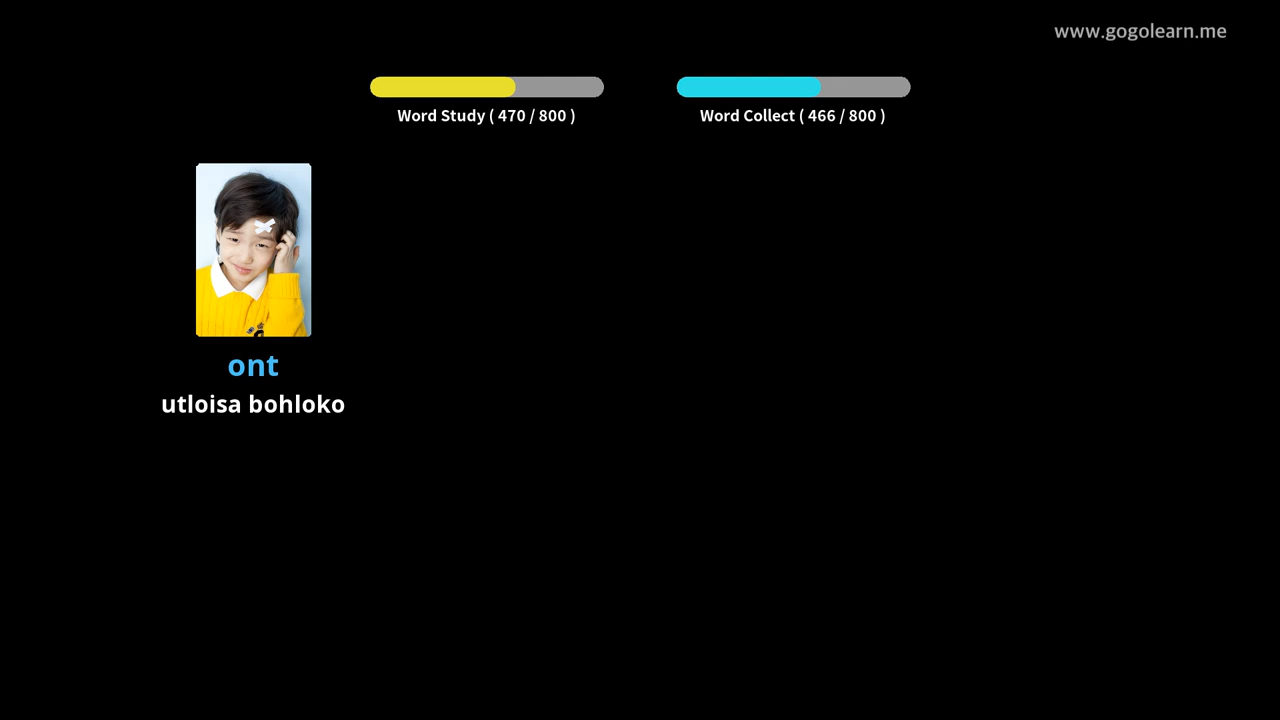 www.gogolearn.me
Word Study ( 470 / 800 )
Word Collect ( 466 / 800 )
ont
utloisa bohloko